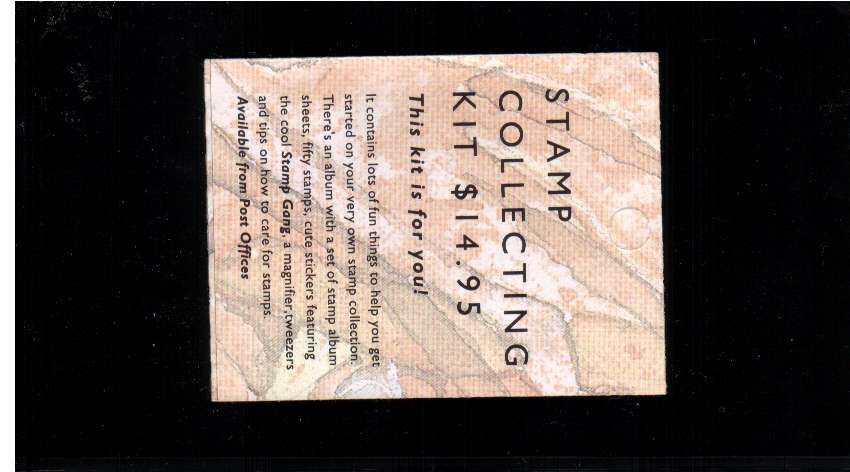 STAMP
COLLECTING
KIT $14.95
This kit is for you!
It contains lots of fun things to help you get
started on your very own stamp collection.
There's an album with a set of stamp album
sheets, fifty stamps, cute stickers featuring
the cool Stamp Gang, a magnifier,tweezers
and tips on how to care for stamps.
Available from Post Offices